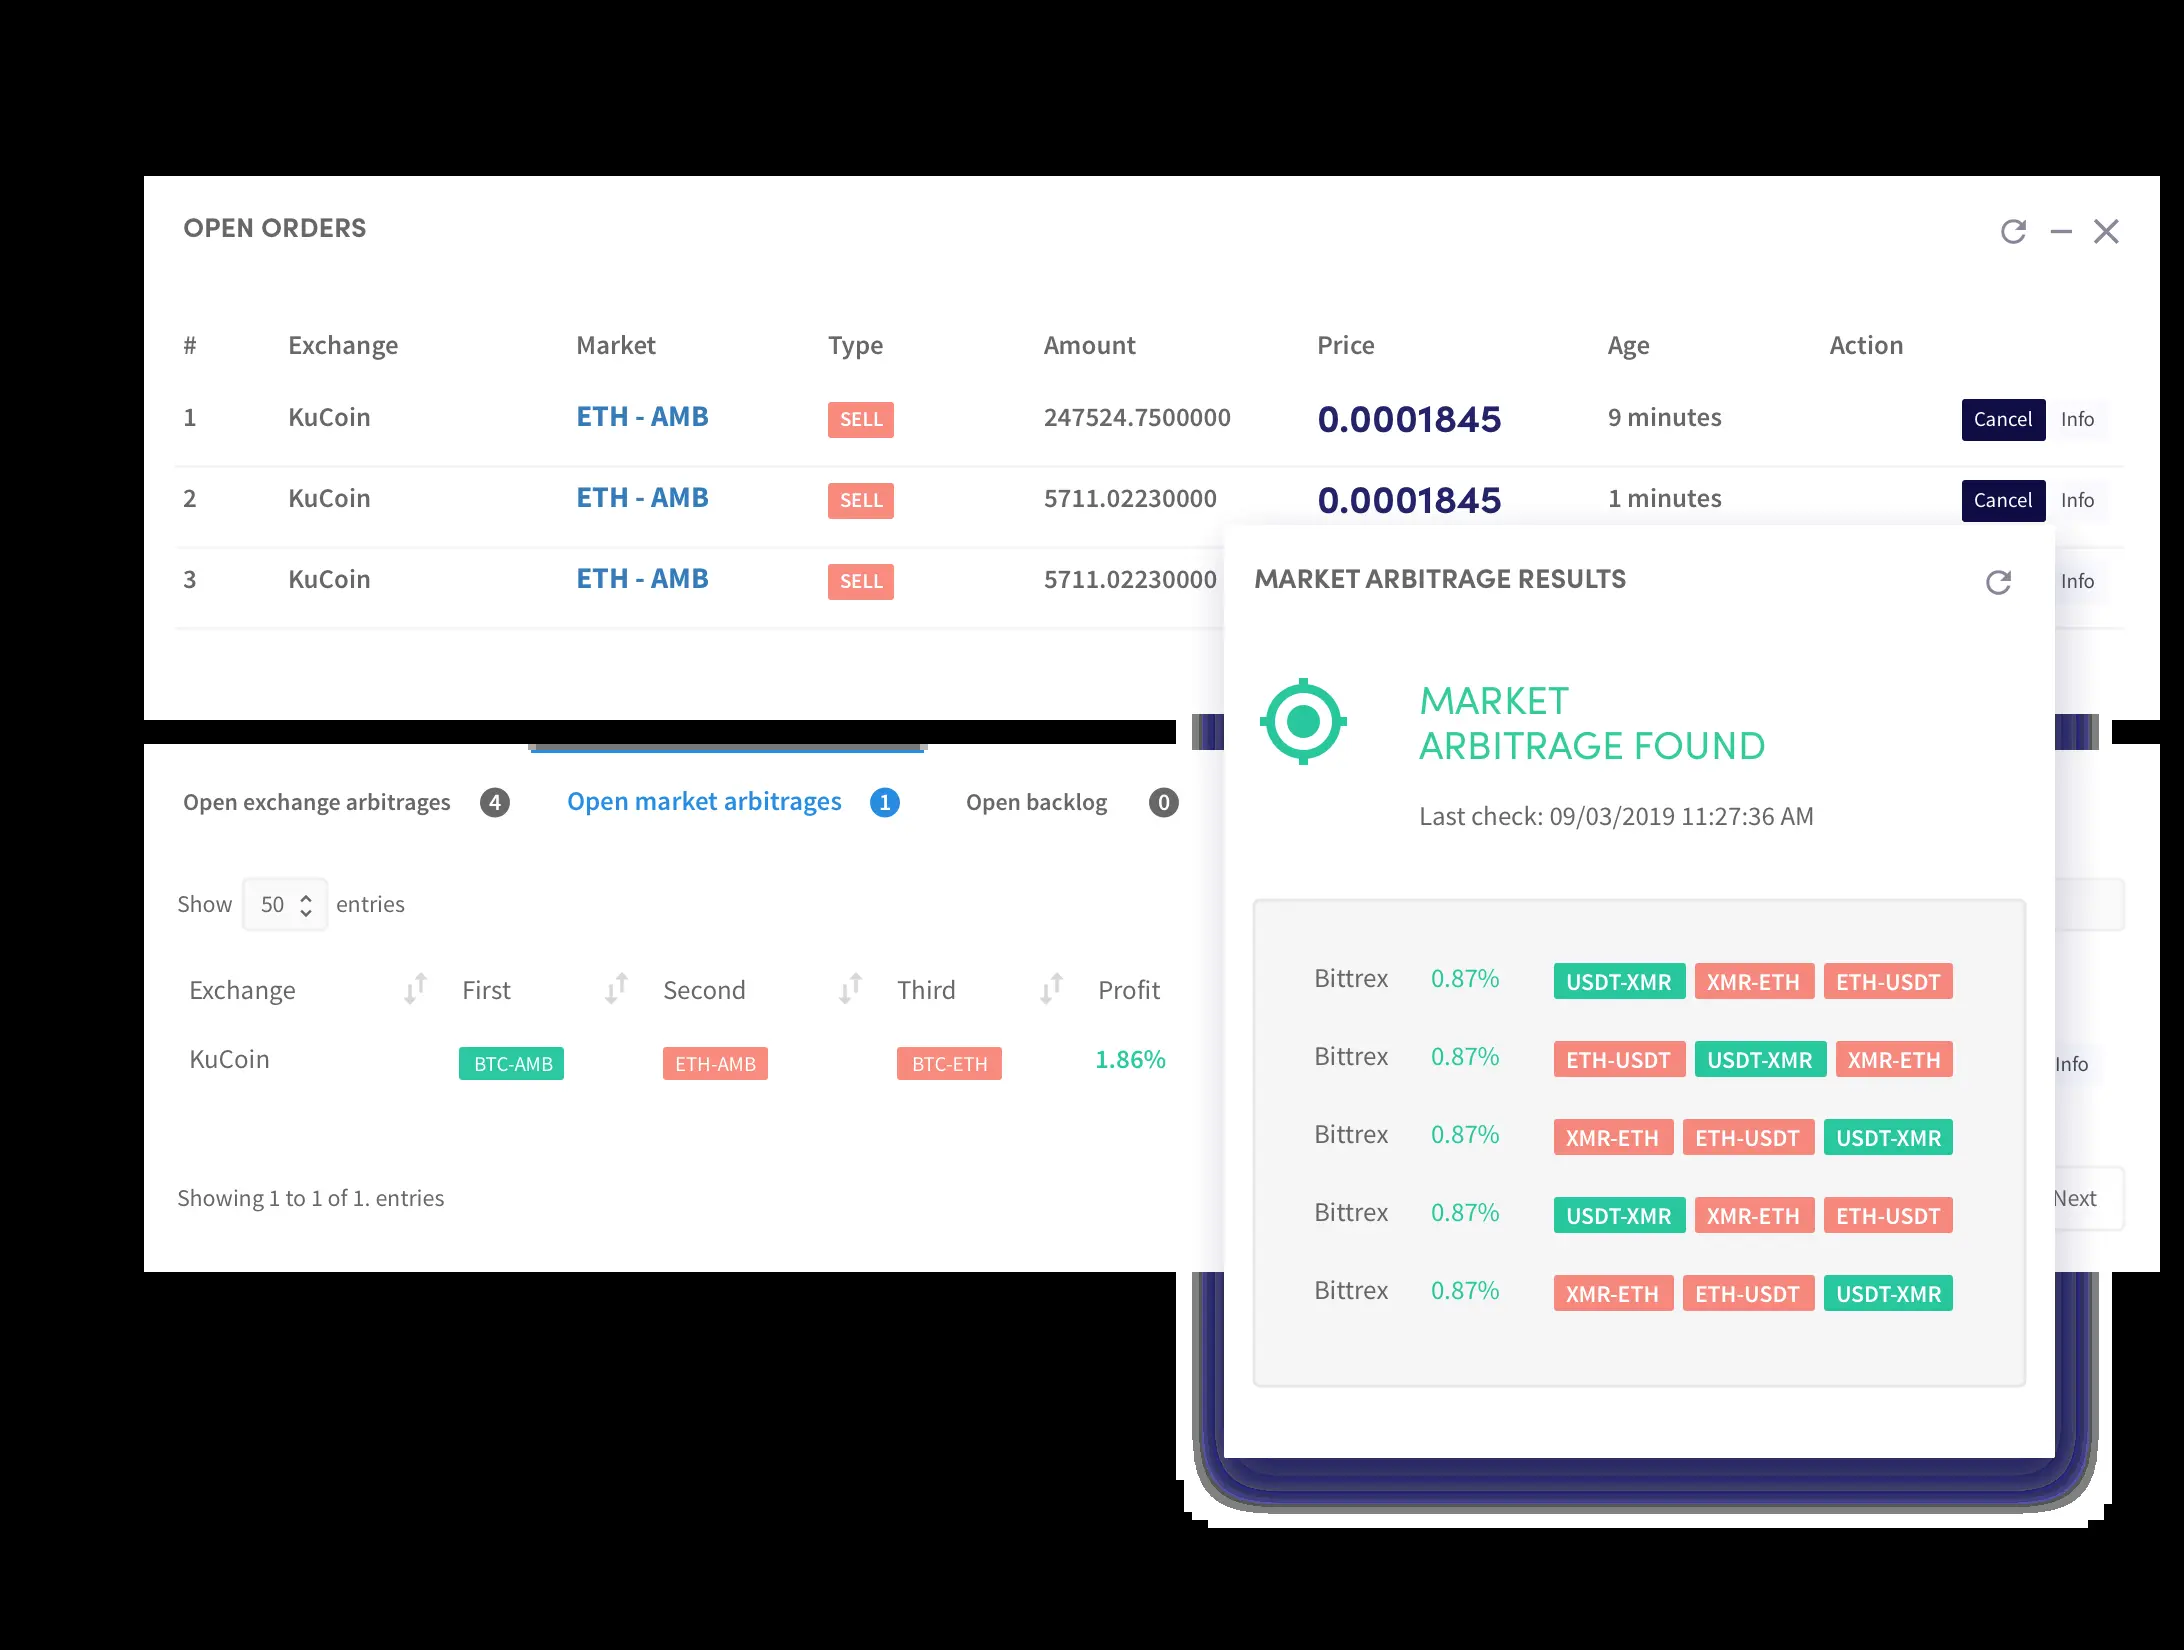 OPEN ORDERS
# Exchange Market Type Amount Price Age Action
1 KuCoin ETH - AMB SELL 247524.7500000 0.0001845 9 minutes Cancel Info
2 KuCoin ETH - AMB SELL 5711.02230000 0.0001845 1 minutes Cancel Info
3 KuCoin ETH - AMB SELL 5711.02230000 Info
MARKET ARBITRAGE RESULTS
MARKET
ARBITRAGE FOUND
Last check: 09/03/2019 11:27:36 AM
Bittrex 0.87% USDT-XMR XMR-ETH ETH-USDT
Bittrex 0.87% ETH-USDT USDT-XMR XMR-ETH
Bittrex 0.87% XMR-ETH ETH-USDT USDT-XMR
Bittrex 0.87% USDT-XMR XMR-ETH ETH-USDT
Bittrex 0.87% XMR-ETH ETH-USDT USDT-XMR
Open exchange arbitrages 4 Open market arbitrages 1 Open backlog 0
Show 50 entries
Exchange First Second Third Profit
KuCoin BTC-AMB ETH-AMB BTC-ETH 1.86% Info
Showing 1 to 1 of 1. entries Next